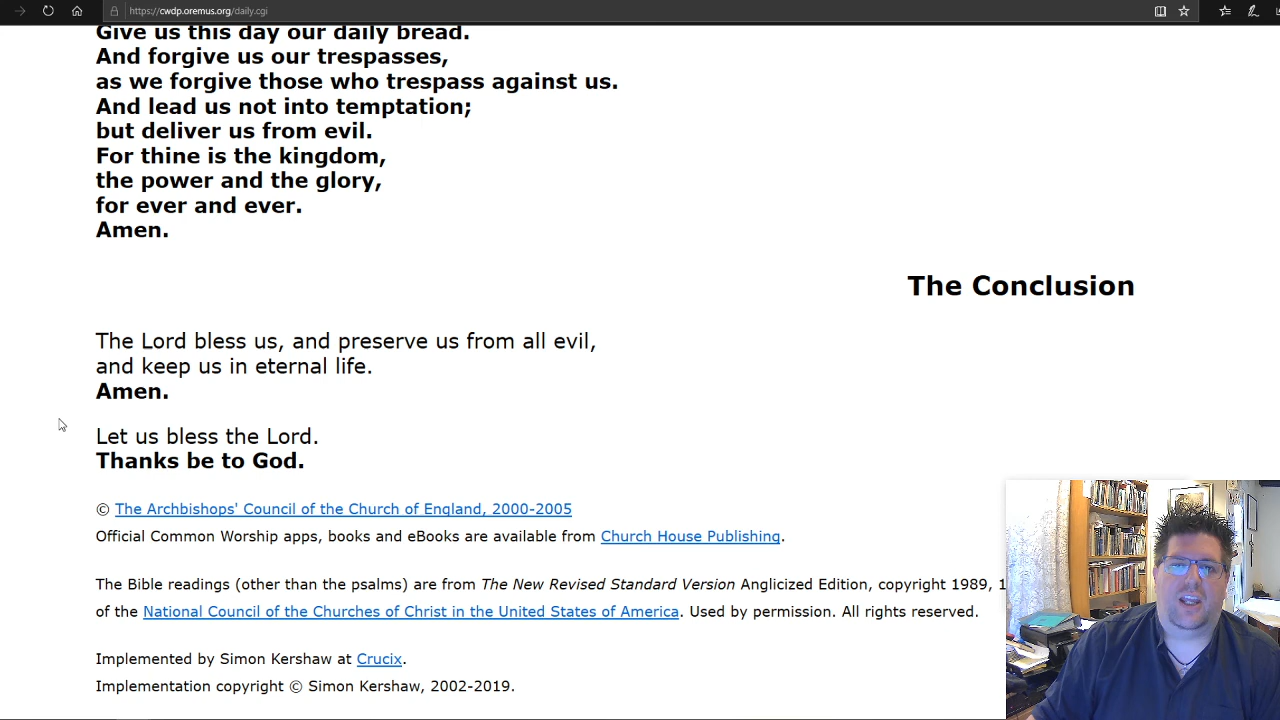 https://cwdp.oremus.org/daily.cgi
Give us this day our daily bread.
And forgive us our trespasses,
as we forgive those who trespass against us.
And lead us not into temptation;
but deliver us from evil.
For thine is the kingdom,
the power and the glory,
for ever and ever.
Amen.
The Conclusion
The Lord bless us, and preserve us from all evil,
and keep us in eternal life.
Amen.
Let us bless the Lord.
Thanks be to God.
© The Archbishops' Council of the Church of England, 2000-2005
Official Common Worship apps, books and eBooks are available from Church House Publishing.
The Bible readings (other than the psalms) are from The New Revised Standard Version Anglicized Edition, copyright 1989, 1
of the National Council of the Churches of Christ in the United States of America. Used by permission. All rights reserved.
Implemented by Simon Kershaw at Crucix.
Implementation copyright © Simon Kershaw, 2002-2019.